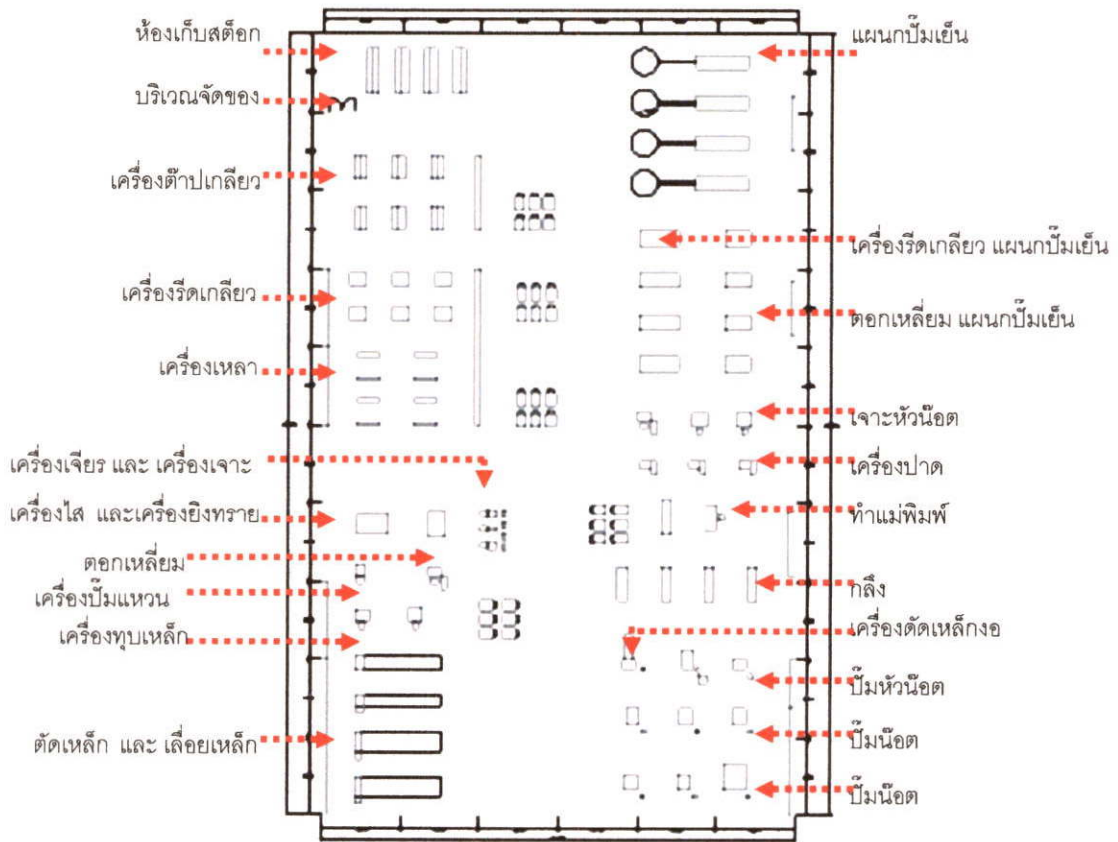 ห้องเก็บสต็อก
บริเวณจัดของ
เครื่องต๊าปเกลียว
เครื่องรีดเกลียว
เครื่องเหลา
เครื่องเจียร และ เครื่องเจาะ
เครื่องไส และเครื่องยิงทราย
ตอกเหลี่ยม
เครื่องปั๊มแหวน
เครื่องทุบเหล็ก
ตัดเหล็ก และ เลื่อยเหล็ก
แผนกปั๊มเย็น
เครื่องรีดเกลียว แผนกปั๊มเย็น
ตอกเหลี่ยม แผนกปั๊มเย็น
เจาะหัวน๊อต
เครื่องปาด
ทำแม่พิมพ์
กลึง
เครื่องดัดเหล็กงอ
ปั๊มหัวน๊อต
ปั๊มน๊อต
ปั๊มน๊อต